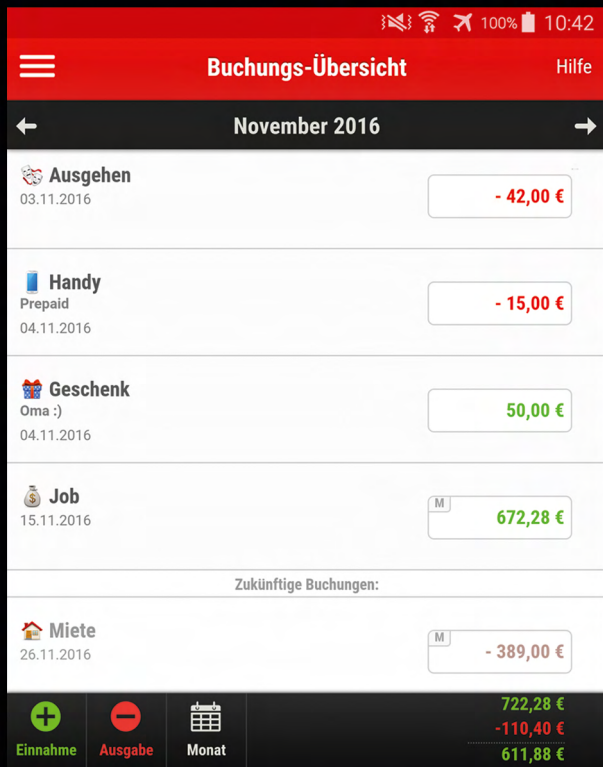 100% 10:42
Buchungs-Übersicht Hilfe
November 2016
Ausgehen
03.11.2016
- 42,00 €
Handy
Prepaid
04.11.2016
- 15,00 €
Geschenk
Oma :)
04.11.2016
50,00 €
Job
15.11.2016
M
672,28 €
Zukünftige Buchungen:
Miete
26.11.2016
M
- 389,00 €
Einnahme
Ausgabe
Monat
722,28 €
-110,40 €
611,88 €